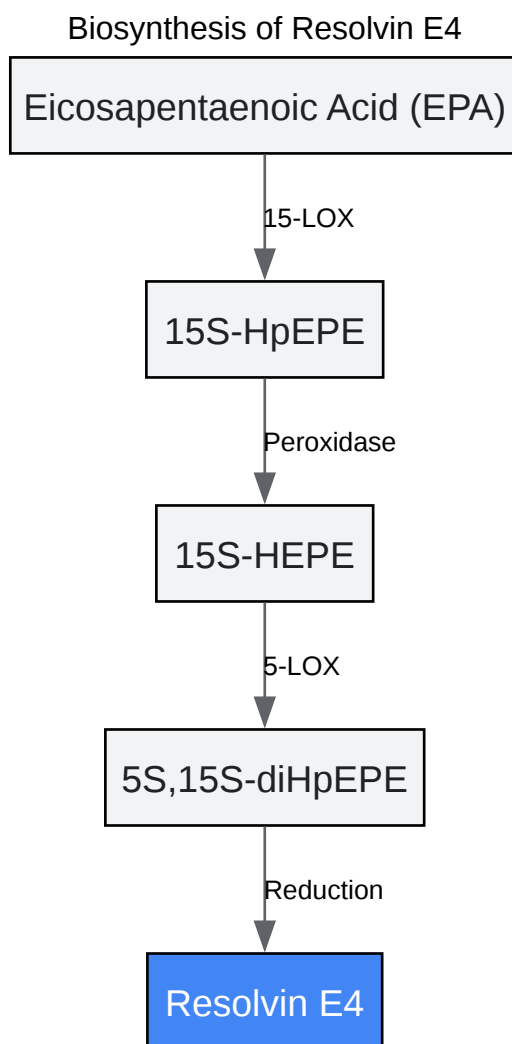 Biosynthesis of Resolvin E4
Eicosapentaenoic Acid (EPA)
15-LOX
15S-HpEPE
Peroxidase
15S-HEPE
5-LOX
5S,15S-diHpEPE
Reduction
Resolvin E4